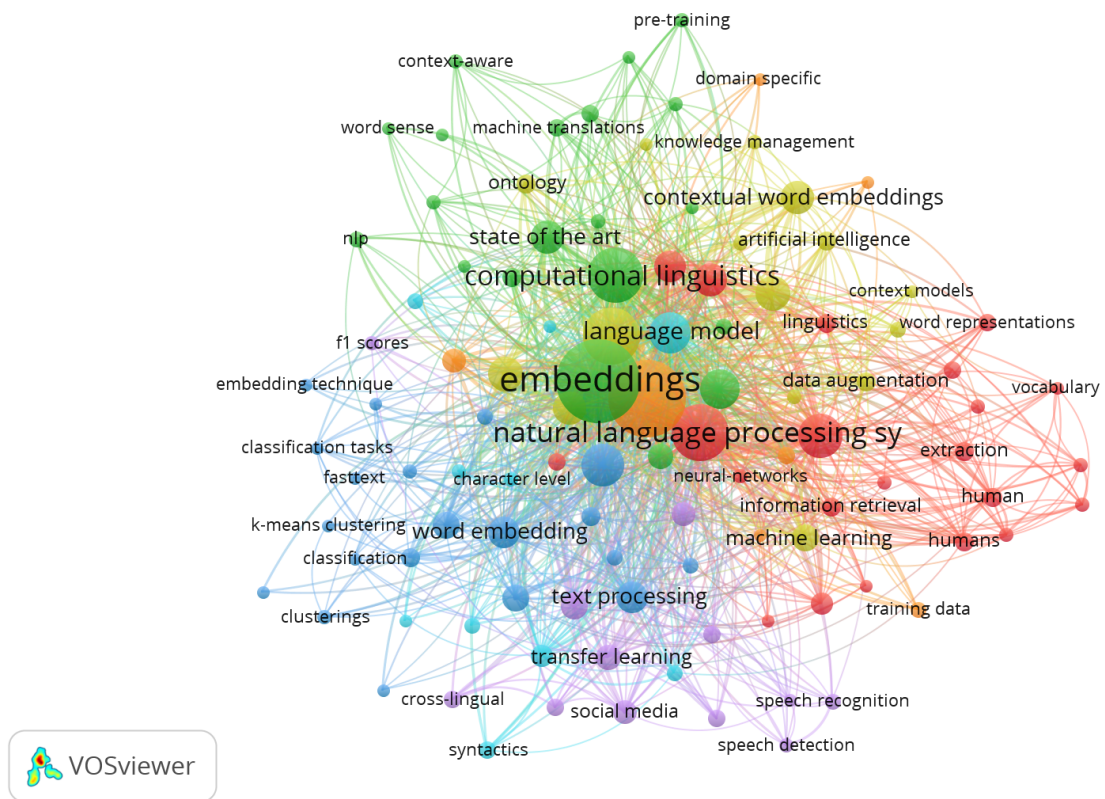 pre-training
context-aware
domain specific
word sense
machine translations
knowledge management
ontology
contextual word embeddings
nlp
state of the art
artificial intelligence
computational linguistics
context models
language model
linguistics
word representations
f1 scores
embedding technique
embeddings
data augmentation
vocabulary
natural language processing sy
classification tasks
extraction
fasttext
character level
neural-networks
human
information retrieval
k-means clustering
word embedding
machine learning
humans
classification
text processing
training data
clusterings
transfer learning
cross-lingual
social media
speech recognition
syntactics
speech detection
VOSviewer